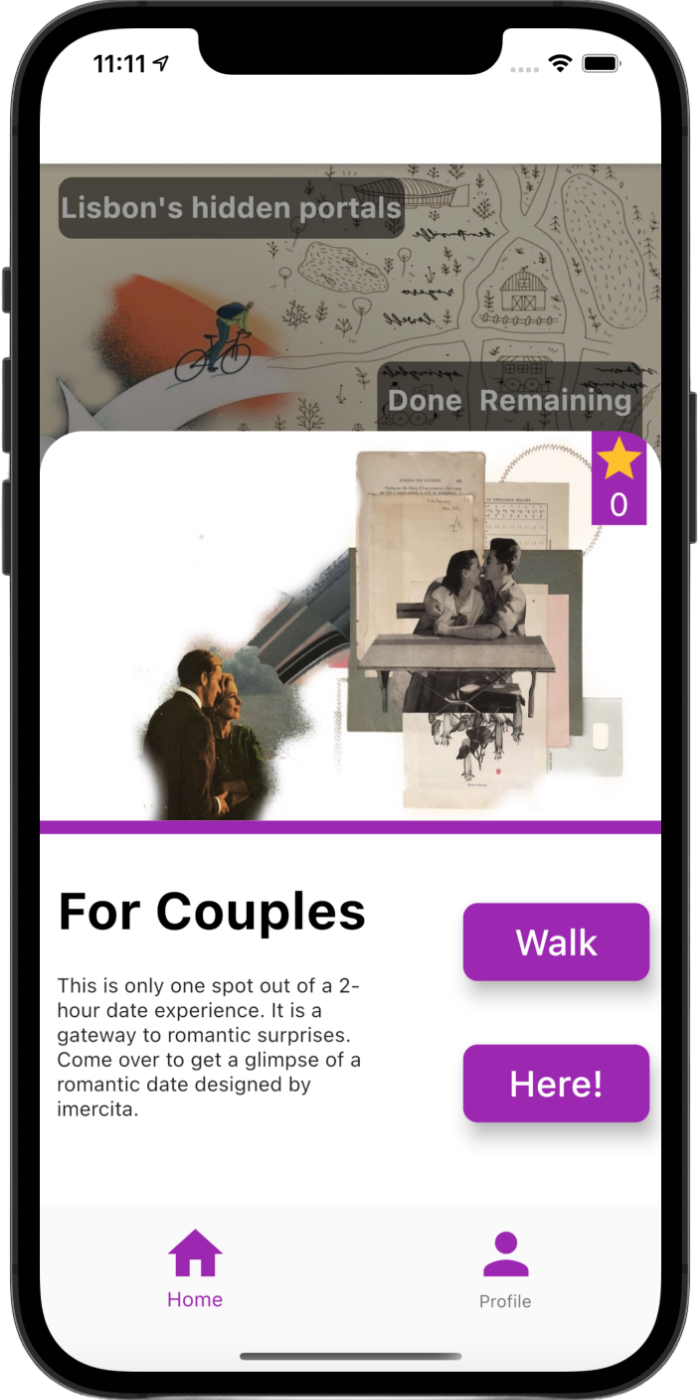 11:11
Lisbon's hidden portals
Done Remaining
0
For Couples
Walk
This is only one spot out of a 2-
hour date experience. It is a
gateway to romantic surprises.
Come over to get a glimpse of a
romantic date designed by
imercita.
Here!
Home
Profile